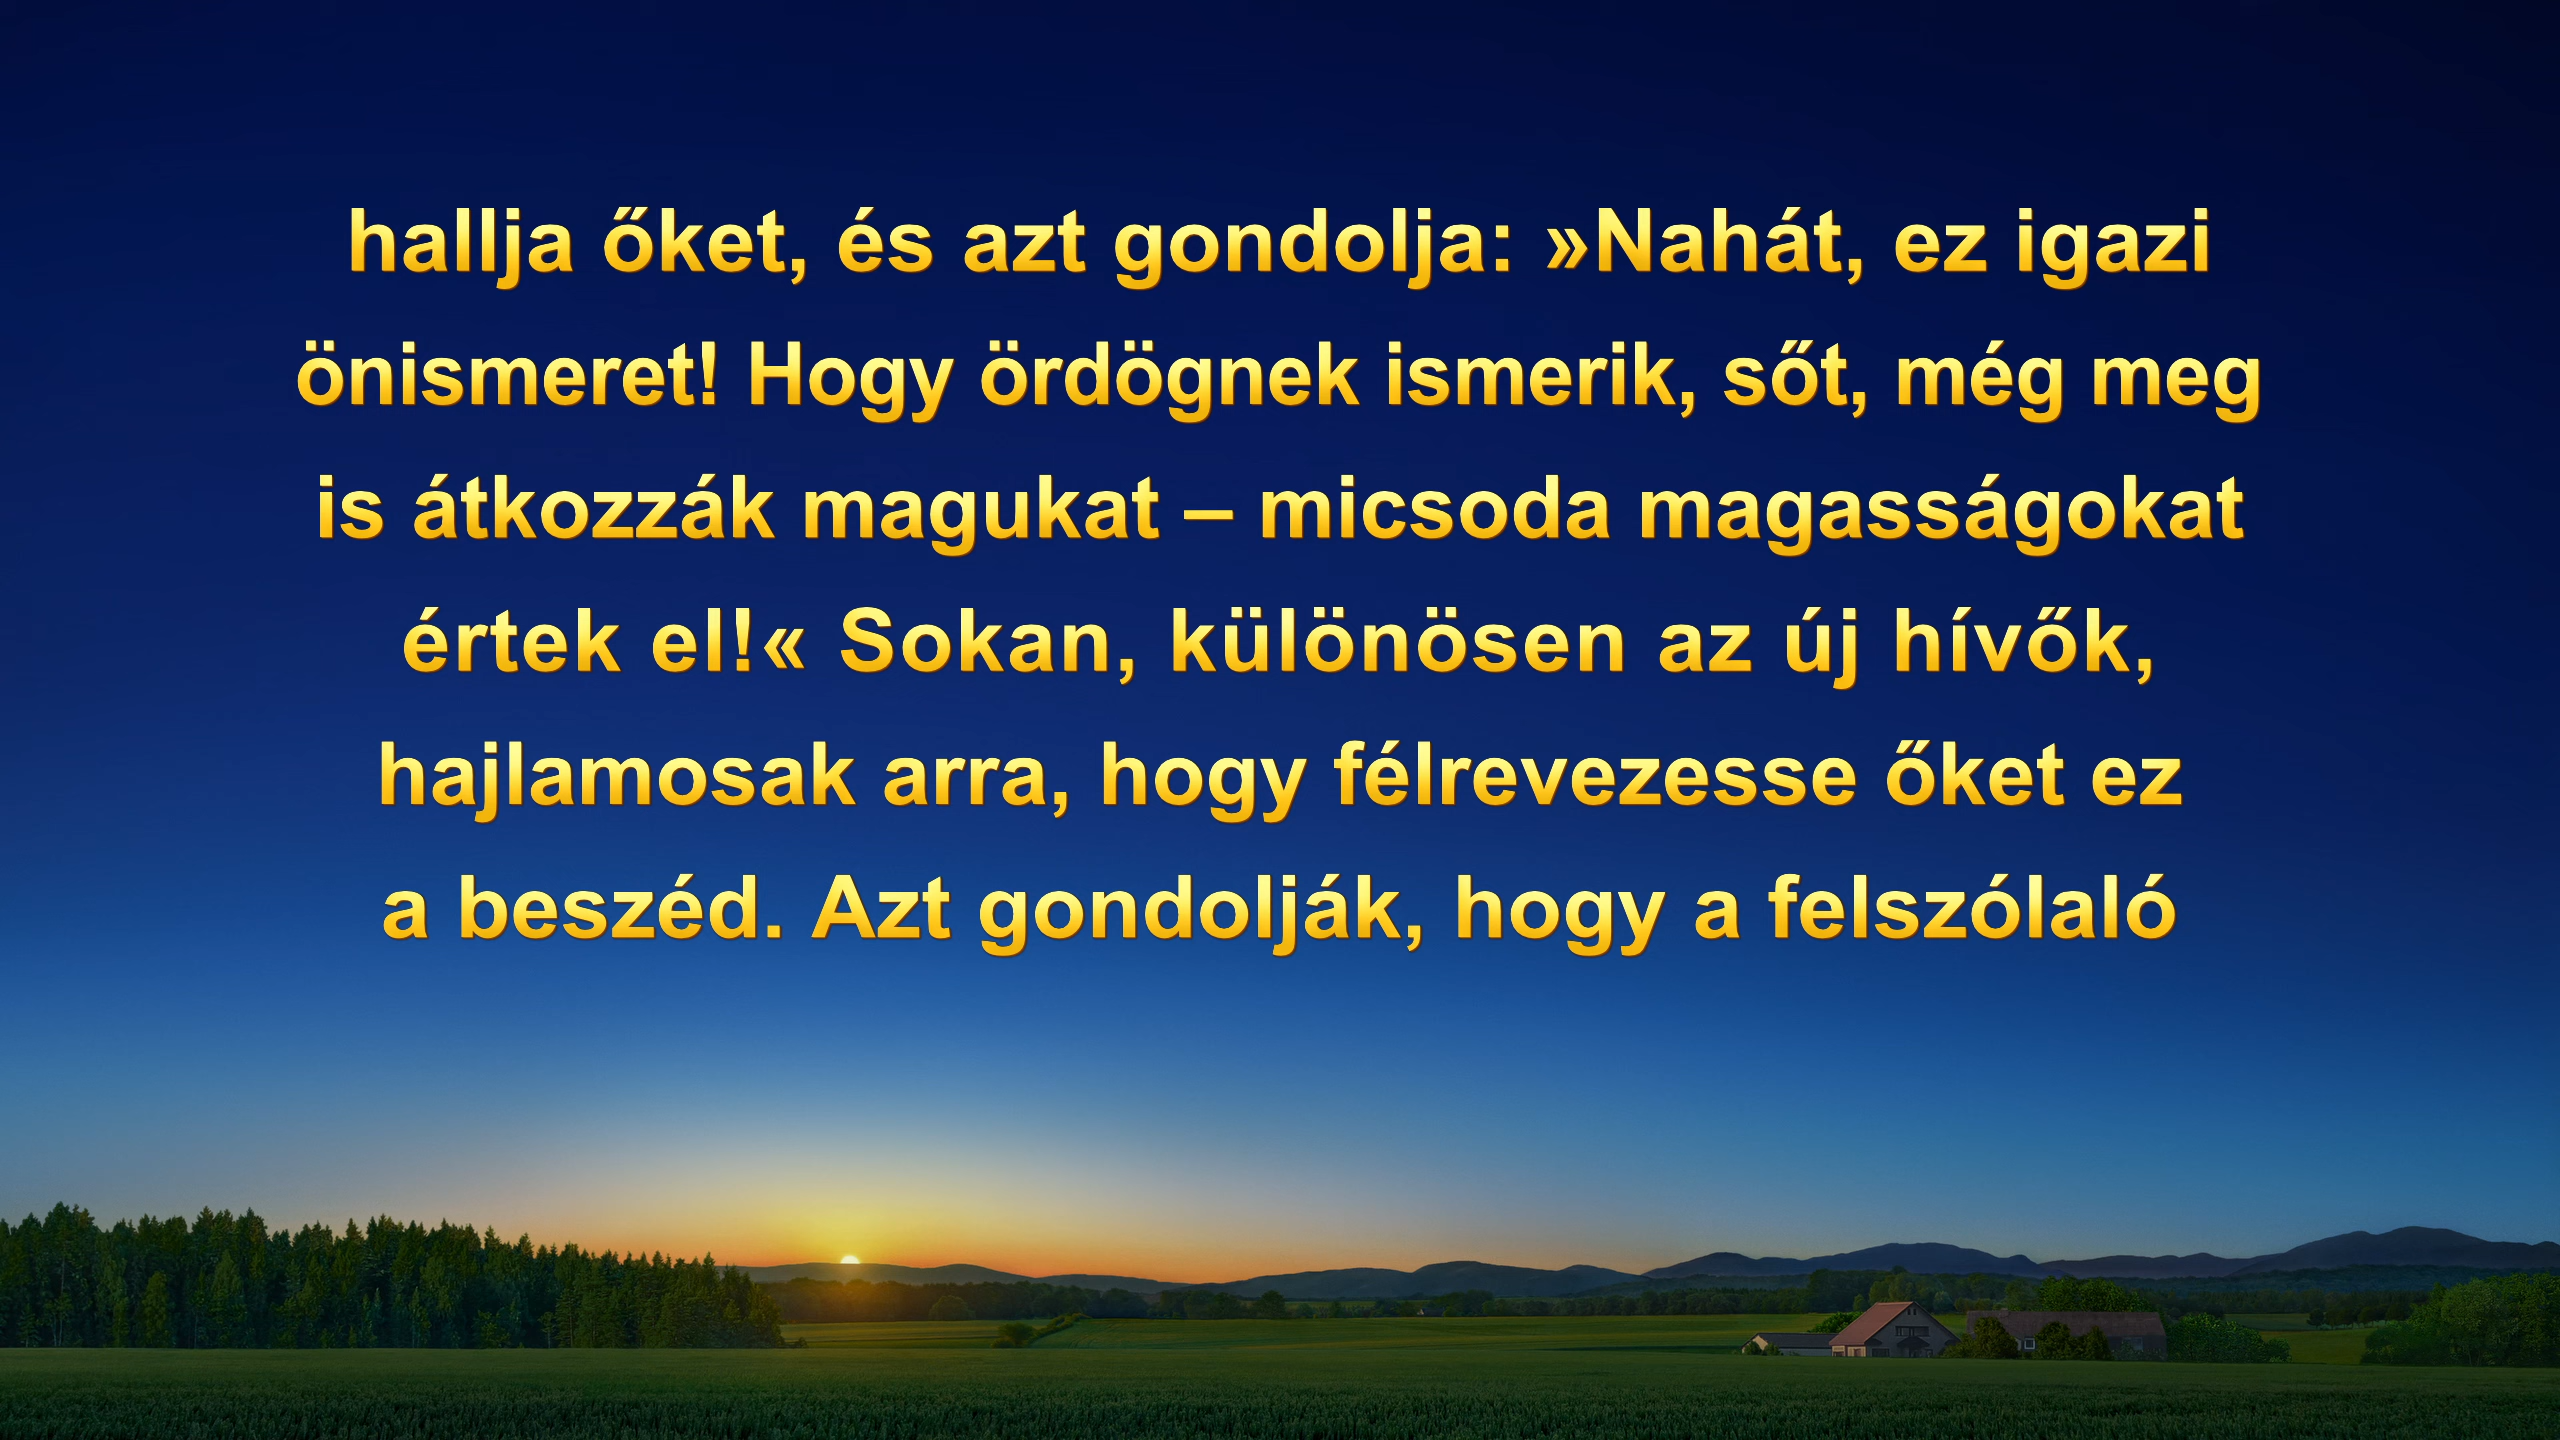 hallja őket, és azt gondolja: »Nahát, ez igazi
önismeret! Hogy ördögnek ismerik, sőt, még meg
is átkozzák magukat – micsoda magasságokat
értek el!« Sokan, különösen az új hívők,
hajlamosak arra, hogy félrevezesse őket ez
a beszéd. Azt gondolják, hogy a felszólaló